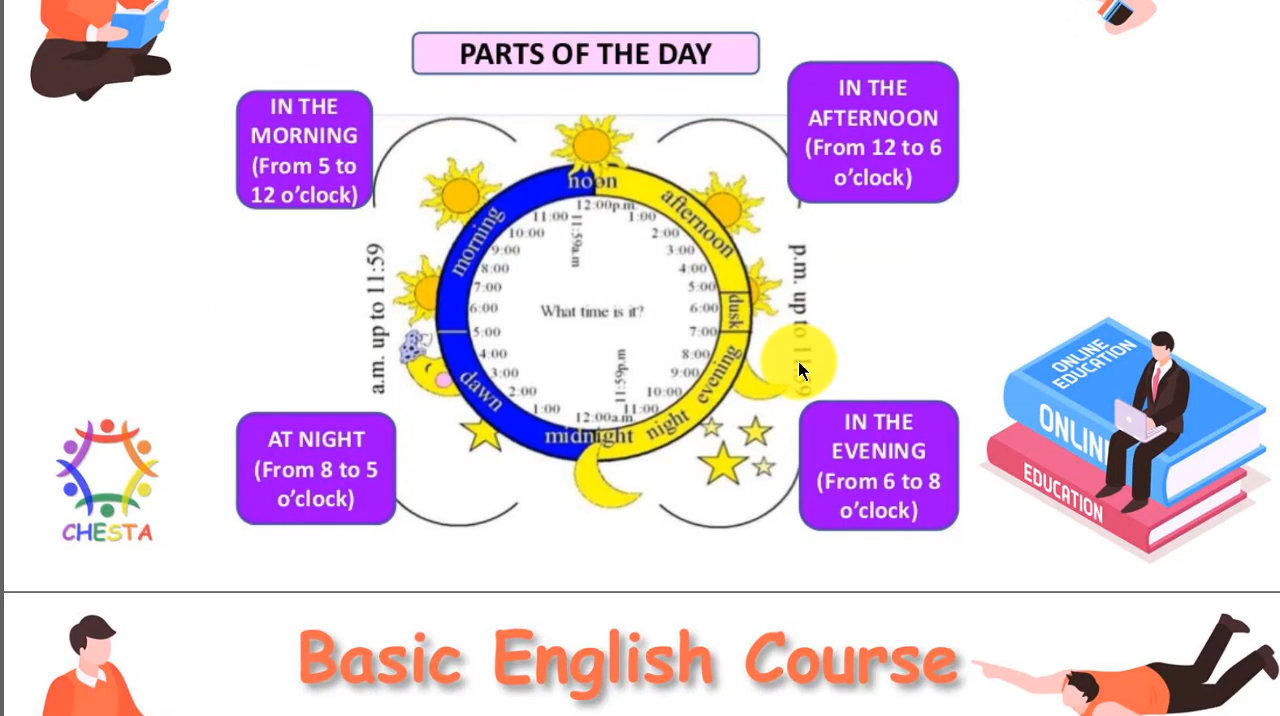 PARTS OF THE DAY
IN THE
MORNING
(From 5 to
12 o’clock)
IN THE
AFTERNOON
(From 12 to 6
o’clock)
noon
12:00p.m.
11:00
1:00
11:59a.m
afternoon
morning
10:00
2:00
9:00
3:00
8:00
4:00
7:00
5:00
6:00
What time is it?
6:00
dusk
5:00
7:00
4:00
8:00
3:00
9:00
2:00
10:00
1:00
11:00
11:59p.m
12:00a.m
dawn
evening
midnight
night
a.m. up to 11:59
p.m. up to 11:59
AT NIGHT
(From 8 to 5
o’clock)
IN THE
EVENING
(From 6 to 8
o’clock)
CHESTA
ONLINE
EDUCATION
ONLIN
EDUCATION
Basic English Course